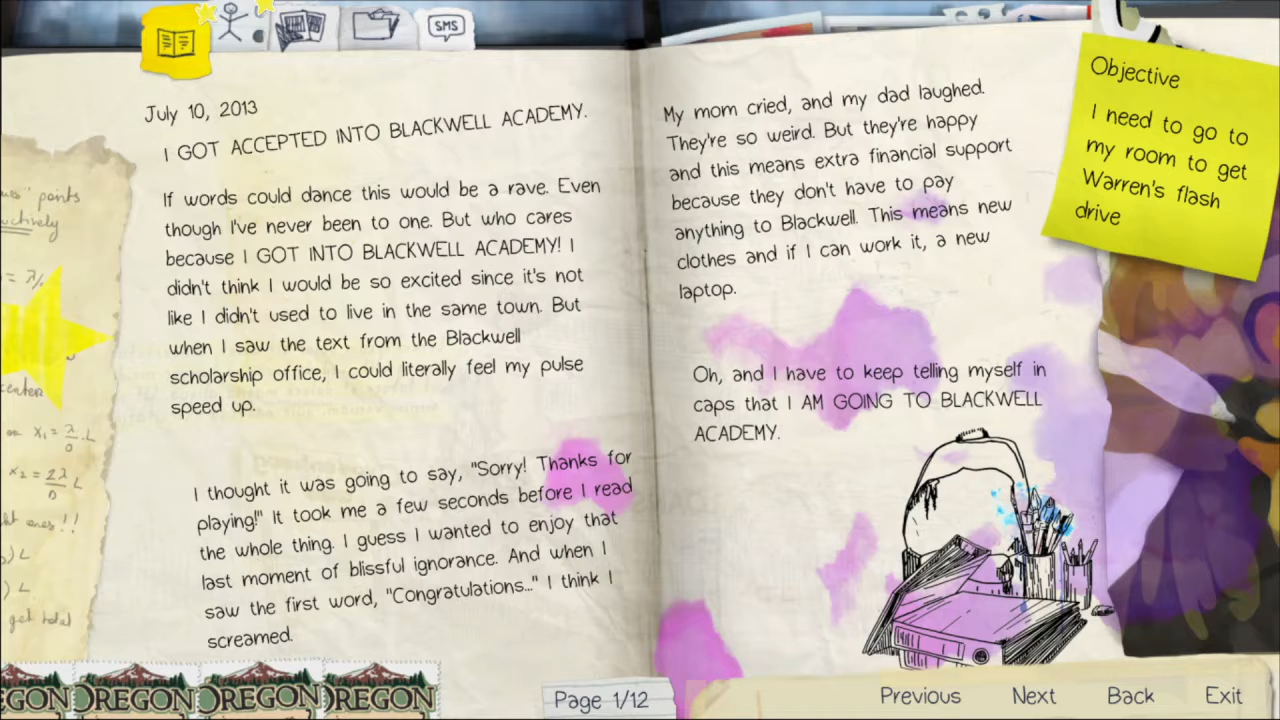 SMS
July 10, 2013
I GOT ACCEPTED INTO BLACKWELL ACADEMY.
If words could dance this would be a rave. Even
though I've never been to one. But who cares
because I GOT INTO BLACKWELL ACADEMY! I
didn't think I would be so excited since it's not
like I didn't used to live in the same town. But
when I saw the text from the Blackwell
scholarship office, I could literally feel my pulse
speed up.
I thought it was going to say, "Sorry! Thanks for
playing!" It took me a few seconds before I read
the whole thing. I guess I wanted to enjoy that
last moment of blissful ignorance. And when I
saw the first word, "Congratulations..." I think I
screamed.
My mom cried, and my dad laughed.
They're so weird. But they're happy
and this means extra financial support
because they don't have to pay
anything to Blackwell. This means new
clothes and if I can work it, a new
laptop.
Oh, and I have to keep telling myself in
caps that I AM GOING TO BLACKWELL
ACADEMY.
Objective
I need to go to
my room to get
Warren's flash
drive
points
= λ/
X₁ = λ/D . L
X₂ = 2λ/D L
) L
) L
get hold
EGON OREGON OREGON OREGON
Page 1/12
Previous Next Back Exit